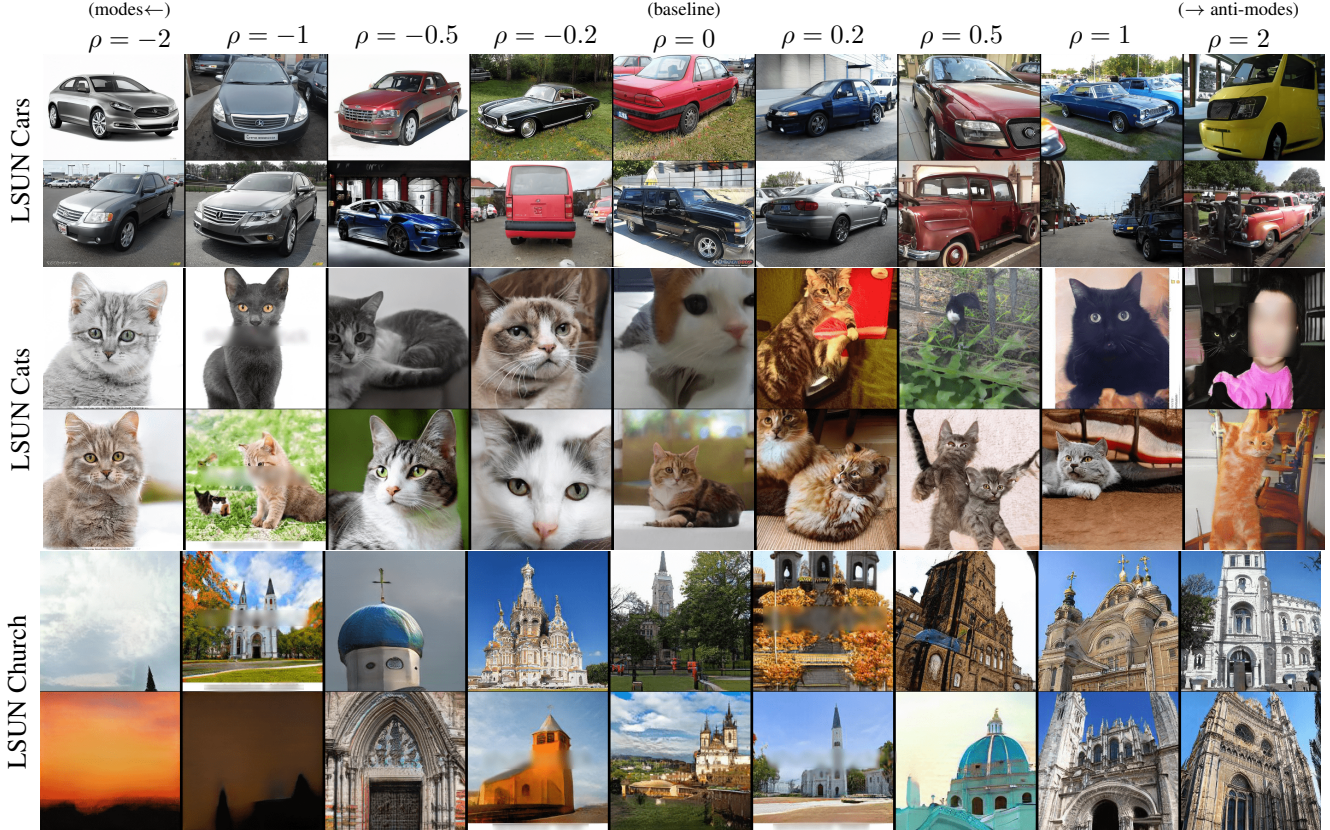 (modes←) (baseline) (→ anti-modes)
ρ = −2 ρ = −1 ρ = −0.5 ρ = −0.2 ρ = 0 ρ = 0.2 ρ = 0.5 ρ = 1 ρ = 2
LSUN Cars
LSUN Cats
LSUN Church